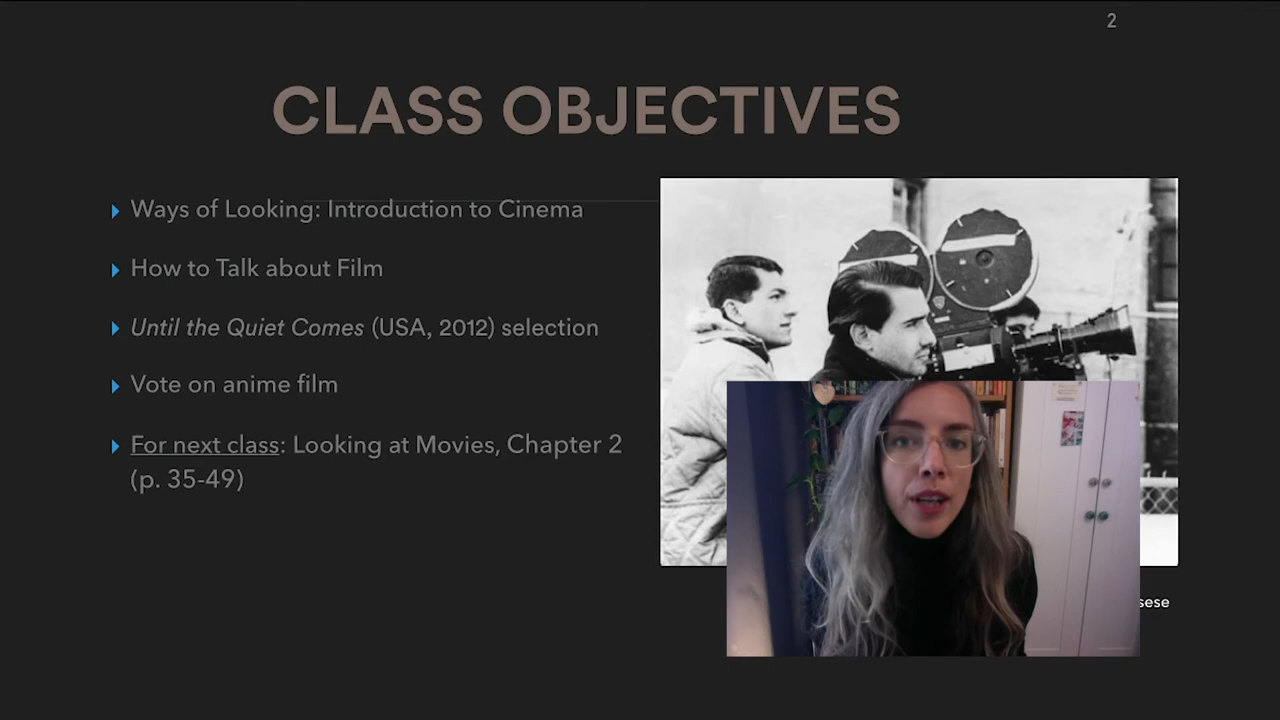 2
CLASS OBJECTIVES
Ways of Looking: Introduction to Cinema
How to Talk about Film
Until the Quiet Comes (USA, 2012) selection
Vote on anime film
For next class: Looking at Movies, Chapter 2
(p. 35-49)
sese